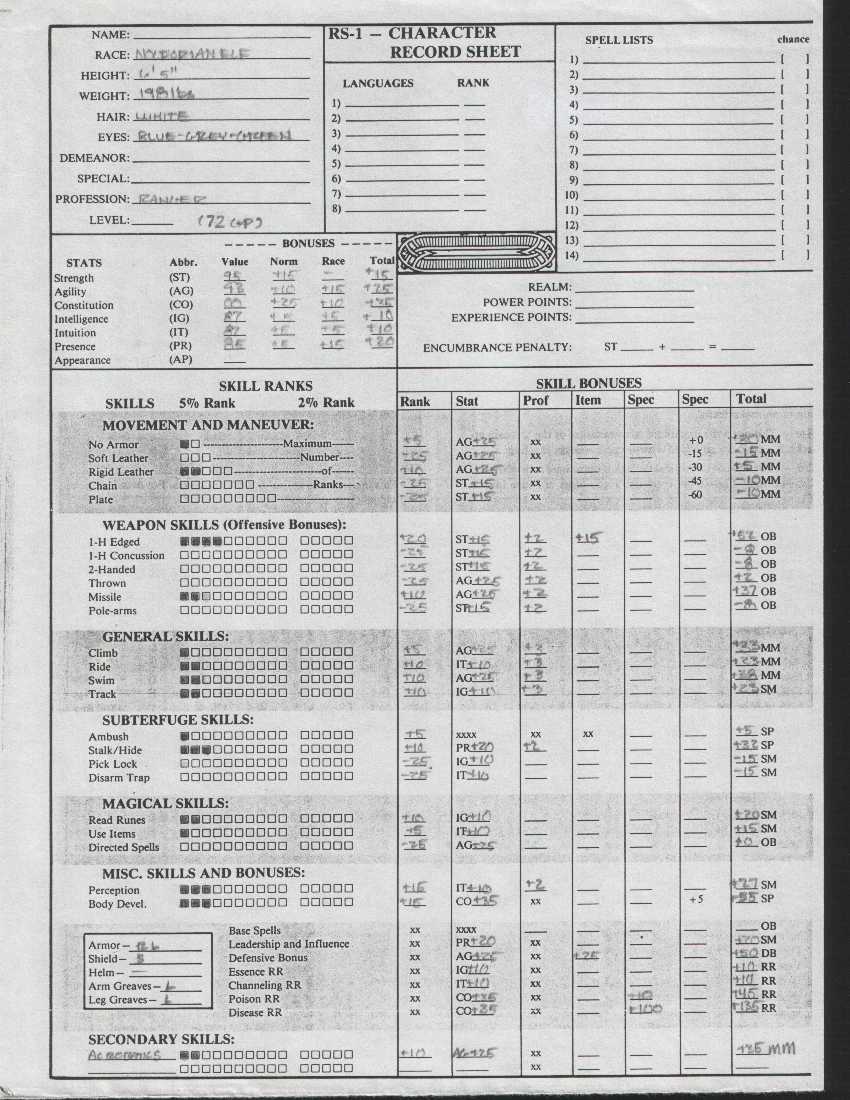 NAME:
RACE:
HEIGHT: 6'5"
WEIGHT: 198 lbs
HAIR: WHITE
EYES: BLUE-GREY-GREEN
DEMEANOR:
SPECIAL:
PROFESSION: RANGER
LEVEL: (72 GP)
RS-1 – CHARACTER
RECORD SHEET
LANGUAGES RANK
1)
2)
3)
4)
5)
6)
7)
8)
SPELL LISTS chance
1) [ ]
2) [ ]
3) [ ]
4) [ ]
5) [ ]
6) [ ]
7) [ ]
8) [ ]
9) [ ]
10) [ ]
11) [ ]
12) [ ]
13) [ ]
14) [ ]
----- BONUSES -----
STATS Abbr. Value Norm Race Total
Strength (ST) 95 +15 - +15
Agility (AG) 98 +10 +15 +25
Constitution (CO) 00 +25 +10 +35
Intelligence (IG) 87 +5 +5 +10
Intuition (IT) 87 +5 +5 +10
Presence (PR) +5 +15 +20
Appearance (AP)
REALM:
POWER POINTS:
EXPERIENCE POINTS:
ENCUMBRANCE PENALTY: ST + =
SKILL RANKS
SKILLS 5% Rank 2% Rank
SKILL BONUSES
Rank Stat Prof Item Spec Spec Total
MOVEMENT AND MANEUVER:
No Armor Maximum +5 AG+25 xx +0 +30 MM
Soft Leather Number -25 AG+25 xx -15 -15 MM
Rigid Leather of +10 AG+25 xx -30 +5 MM
Chain Ranks -25 ST+15 xx -45 MM
Plate -25 ST+15 xx -60 MM
WEAPON SKILLS (Offensive Bonuses):
1-H Edged +20 ST+15 +2 +15 +52 OB
1-H Concussion -25 ST+15 +2 -8 OB
2-Handed -25 ST+15 +2 -8 OB
Thrown -25 AG+25 +2 +2 OB
Missile +10 AG+25 +2 +37 OB
Pole-arms -25 ST+15 +2 -8 OB
GENERAL SKILLS:
Climb +5 AG+25 +3 +33 MM
Ride +10 IT+10 +3 +23 MM
Swim +10 AG+25 +3 +38 MM
Track +10 IG+10 +3 +23 SM
SUBTERFUGE SKILLS:
Ambush +5 xxxx xx xx +5 SP
Stalk/Hide +10 PR+20 +2 +32 SP
Pick Lock -25 IG+10 -15 SM
Disarm Trap -25 IT+10 -15 SM
MAGICAL SKILLS:
Read Runes +10 IG+10 +20 SM
Use Items +5 IT+10 +15 SM
Directed Spells -25 AG+25 +0 OB
MISC. SKILLS AND BONUSES:
Perception +15 IT+10 +2 +27 SM
Body Devel. +15 CO+35 xx +5 +55 SP
Base Spells xx xxxx OB
Armor – Leadership and Influence xx PR+20 xx +20 SM
Shield – S Defensive Bonus xx AG+25 xx +25 +50 DB
Helm – Essence RR xx IG+10 xx +10 RR
Arm Greaves – L Channeling RR xx IT+10 xx +10 RR
Leg Greaves – L Poison RR xx CO+35 xx +10 +45 RR
Disease RR xx CO+35 xx +100 +135 RR
SECONDARY SKILLS:
ACROBATICS +10 AG+25 xx +35 MM
xx